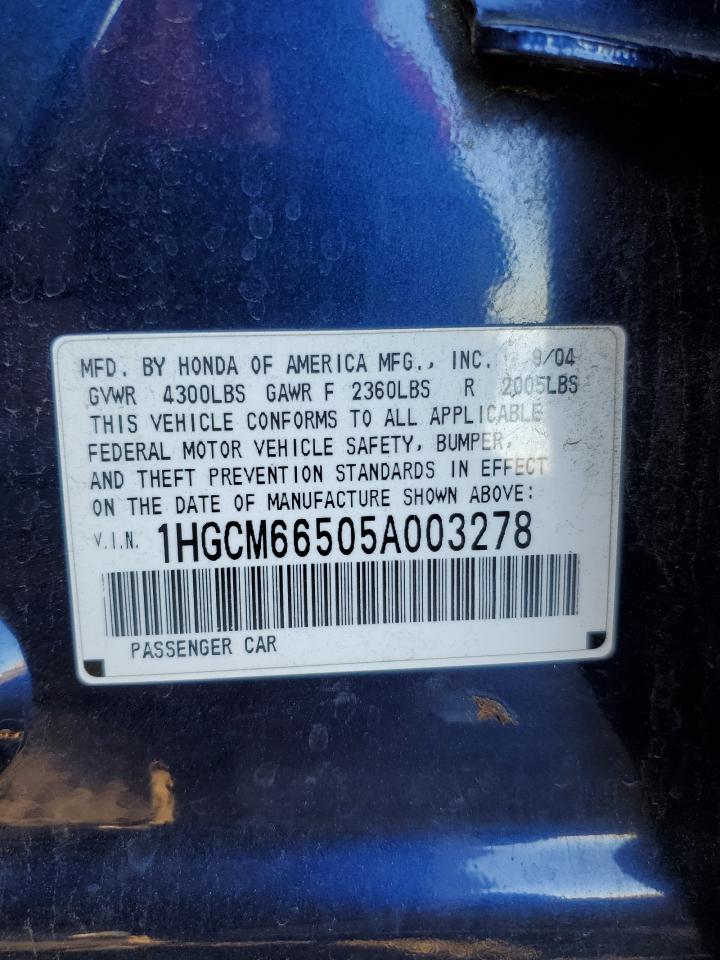 MFD. BY HONDA OF AMERICA MFG., INC. 9/04
GVWR 4300LBS GAWR F 2360LBS R 2005LBS
THIS VEHICLE CONFORMS TO ALL APPLICABLE
FEDERAL MOTOR VEHICLE SAFETY, BUMPER,
AND THEFT PREVENTION STANDARDS IN EFFECT
ON THE DATE OF MANUFACTURE SHOWN ABOVE:
V.I.N. 1HGCM66505A003278
PASSENGER CAR